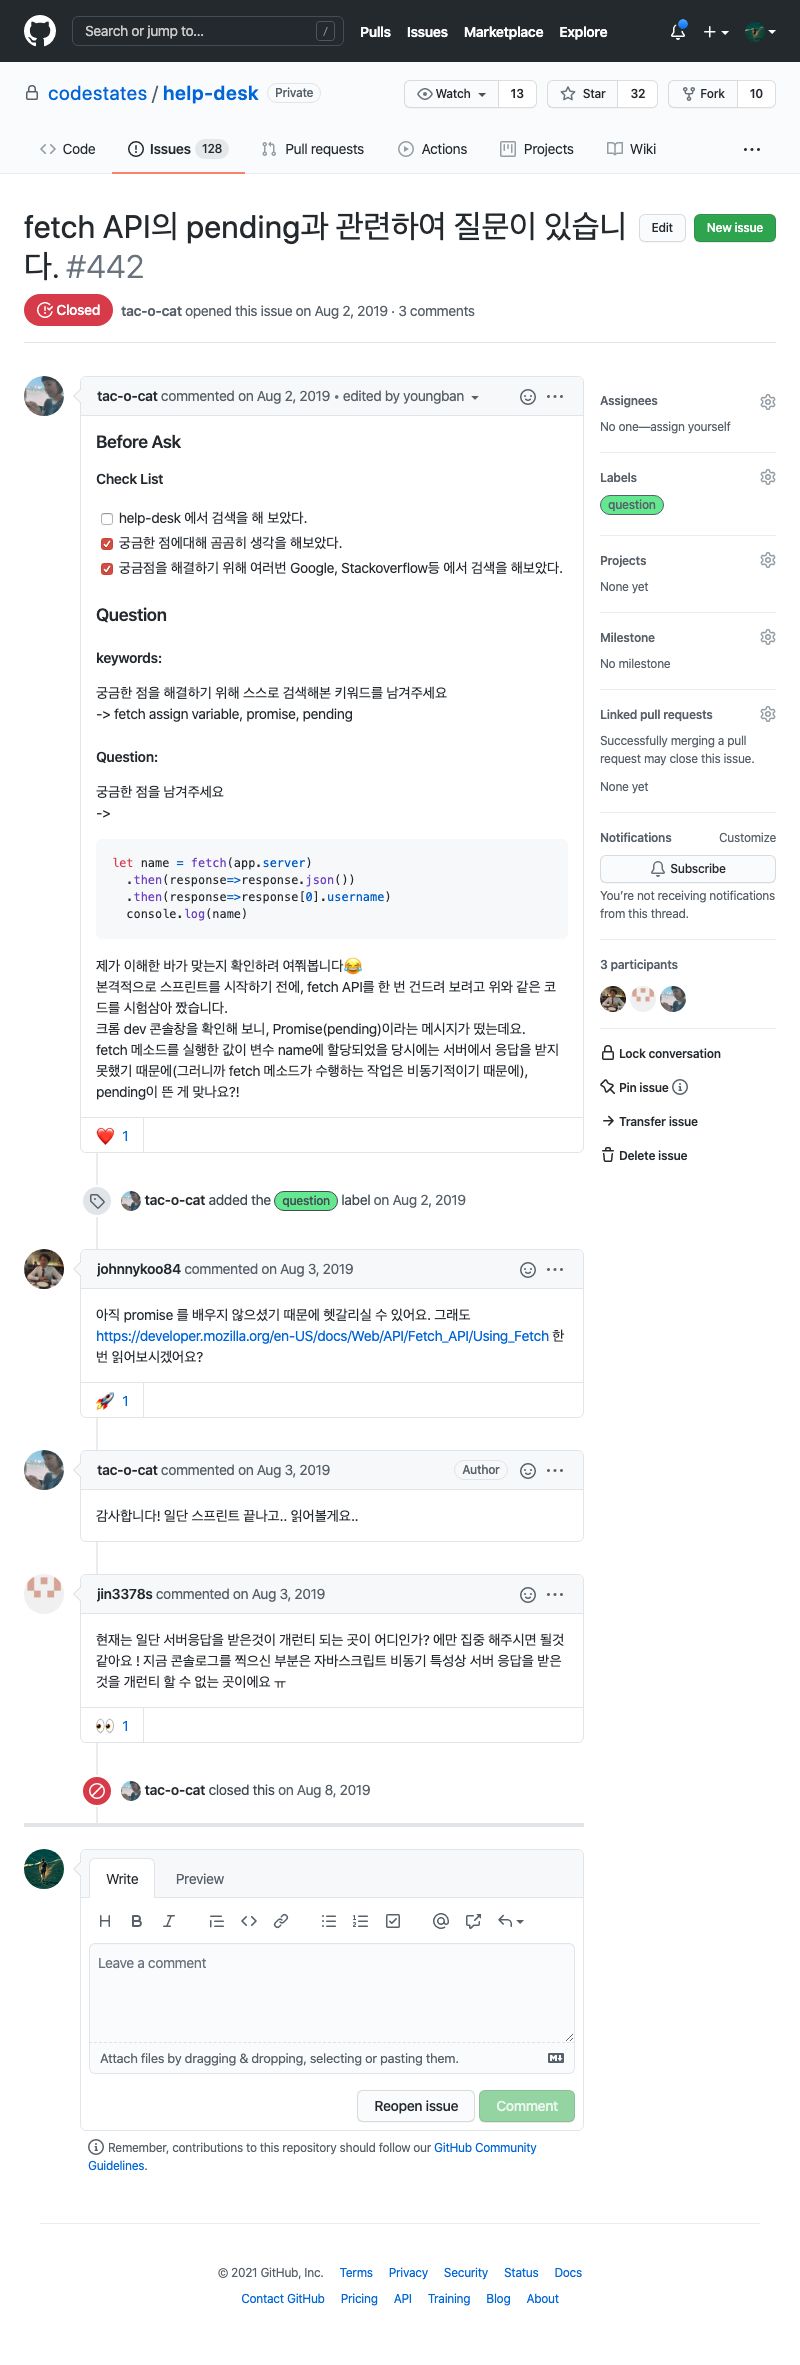 Search or jump to... /
Pulls Issues Marketplace Explore
codestates / help-desk Private
Watch 13 Star 32 Fork 10
Code Issues 128 Pull requests Actions Projects Wiki
fetch API의 pending과 관련하여 질문이 있습니
다. #442
Edit New issue
Closed tac-o-cat opened this issue on Aug 2, 2019 · 3 comments
tac-o-cat commented on Aug 2, 2019 • edited by youngban
Before Ask
Check List
help-desk 에서 검색을 해 보았다.
궁금한 점에대해 곰곰히 생각을 해보았다.
궁금점을 해결하기 위해 여러번 Google, Stackoverflow등 에서 검색을 해보았다.
Question
keywords:
궁금한 점을 해결하기 위해 스스로 검색해본 키워드를 남겨주세요
-> fetch assign variable, promise, pending
Question:
궁금한 점을 남겨주세요
->
let name = fetch(app.server)
.then(response=>response.json())
.then(response=>response[0].username)
console.log(name)
제가 이해한 바가 맞는지 확인하려 여쭤봅니다😂
본격적으로 스프린트를 시작하기 전에, fetch API를 한 번 건드려 보려고 위와 같은 코
드를 시험삼아 짰습니다.
크롬 dev 콘솔창을 확인해 보니, Promise(pending)이라는 메시지가 떴는데요.
fetch 메소드를 실행한 값이 변수 name에 할당되었을 당시에는 서버에서 응답을 받지
못했기 때문에(그러니까 fetch 메소드가 수행하는 작업은 비동기적이기 때문에),
pending이 뜬 게 맞나요?!
❤️ 1
tac-o-cat added the question label on Aug 2, 2019
johnnykoo84 commented on Aug 3, 2019
아직 promise 를 배우지 않으셨기 때문에 헷갈리실 수 있어요. 그래도
https://developer.mozilla.org/en-US/docs/Web/API/Fetch_API/Using_Fetch 한
번 읽어보시겠어요?
🚀 1
tac-o-cat commented on Aug 3, 2019 Author
감사합니다! 일단 스프린트 끝나고.. 읽어볼게요..
jin3378s commented on Aug 3, 2019
현재는 일단 서버응답을 받은것이 개런티 되는 곳이 어디인가? 에만 집중 해주시면 될것
같아요 ! 지금 콘솔로그를 찍으신 부분은 자바스크립트 비동기 특성상 서버 응답을 받은
것을 개런티 할 수 없는 곳이에요 ㅠ
👀 1
tac-o-cat closed this on Aug 8, 2019
Write Preview
H B I
Leave a comment
Attach files by dragging & dropping, selecting or pasting them.
Reopen issue Comment
Remember, contributions to this repository should follow our GitHub Community
Guidelines.
Assignees
No one—assign yourself
Labels
question
Projects
None yet
Milestone
No milestone
Linked pull requests
Successfully merging a pull
request may close this issue.
None yet
Notifications Customize
Subscribe
You're not receiving notifications
from this thread.
3 participants
Lock conversation
Pin issue
Transfer issue
Delete issue
© 2021 GitHub, Inc. Terms Privacy Security Status Docs
Contact GitHub Pricing API Training Blog About